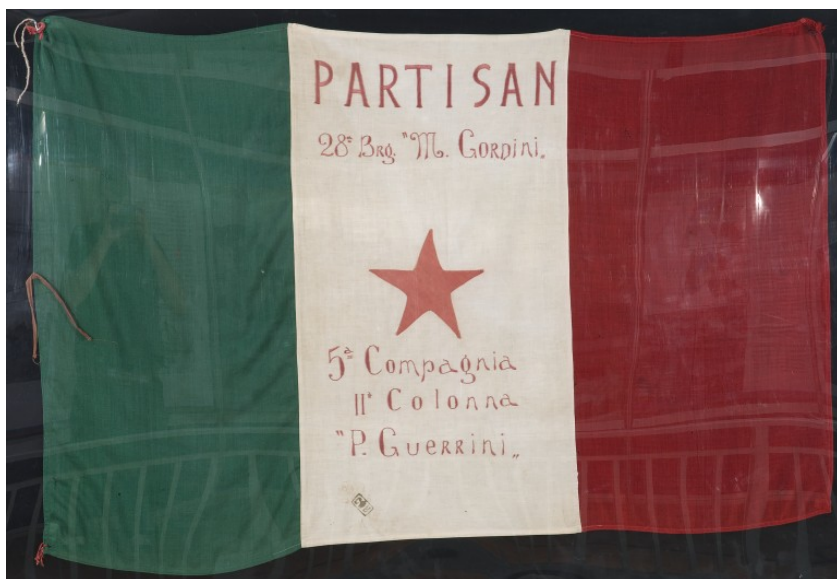 PARTISAN
28ª Brg. "M. Gordini„
5ª Compagnia
IIª Colonna
"P. Guerrini„